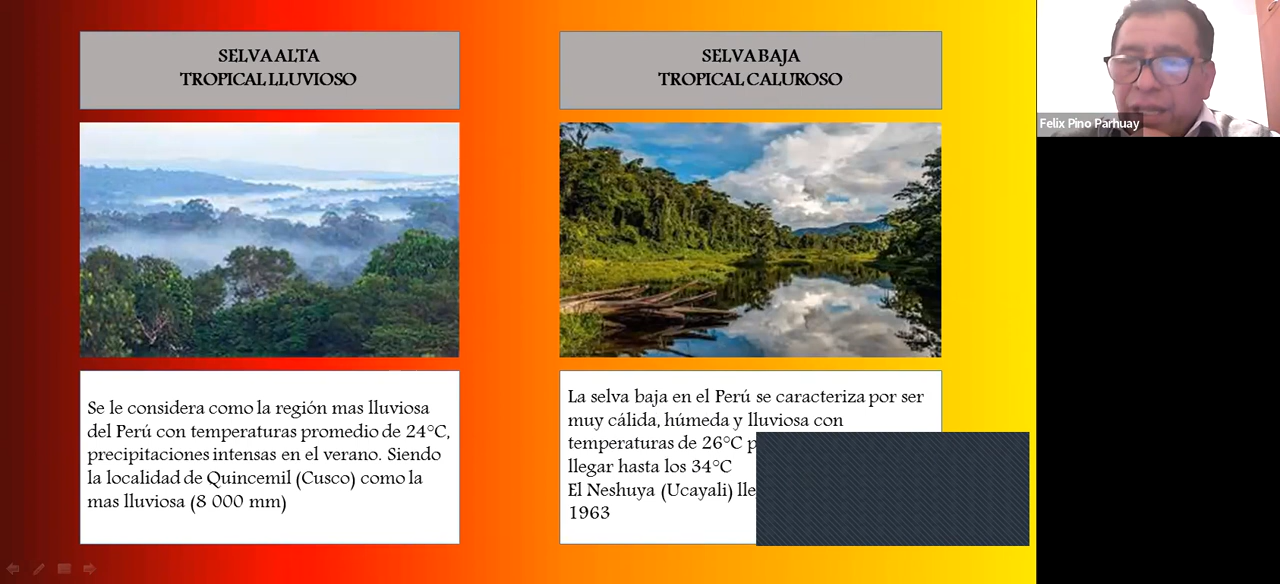 SELVA ALTA
TROPICAL LLUVIOSO
SELVA BAJA
TROPICAL CALUROSO
Se le considera como la región mas lluviosa
del Perú con temperaturas promedio de 24°C,
precipitaciones intensas en el verano. Siendo
la localidad de Quincemil (Cusco) como la
mas lluviosa (8 000 mm)
La selva baja en el Perú se caracteriza por ser
muy cálida, húmeda y lluviosa con
temperaturas de 26°C
llegar hasta los 34°C
El Neshuya (Ucayali)
1963
Felix Pino Parhuay